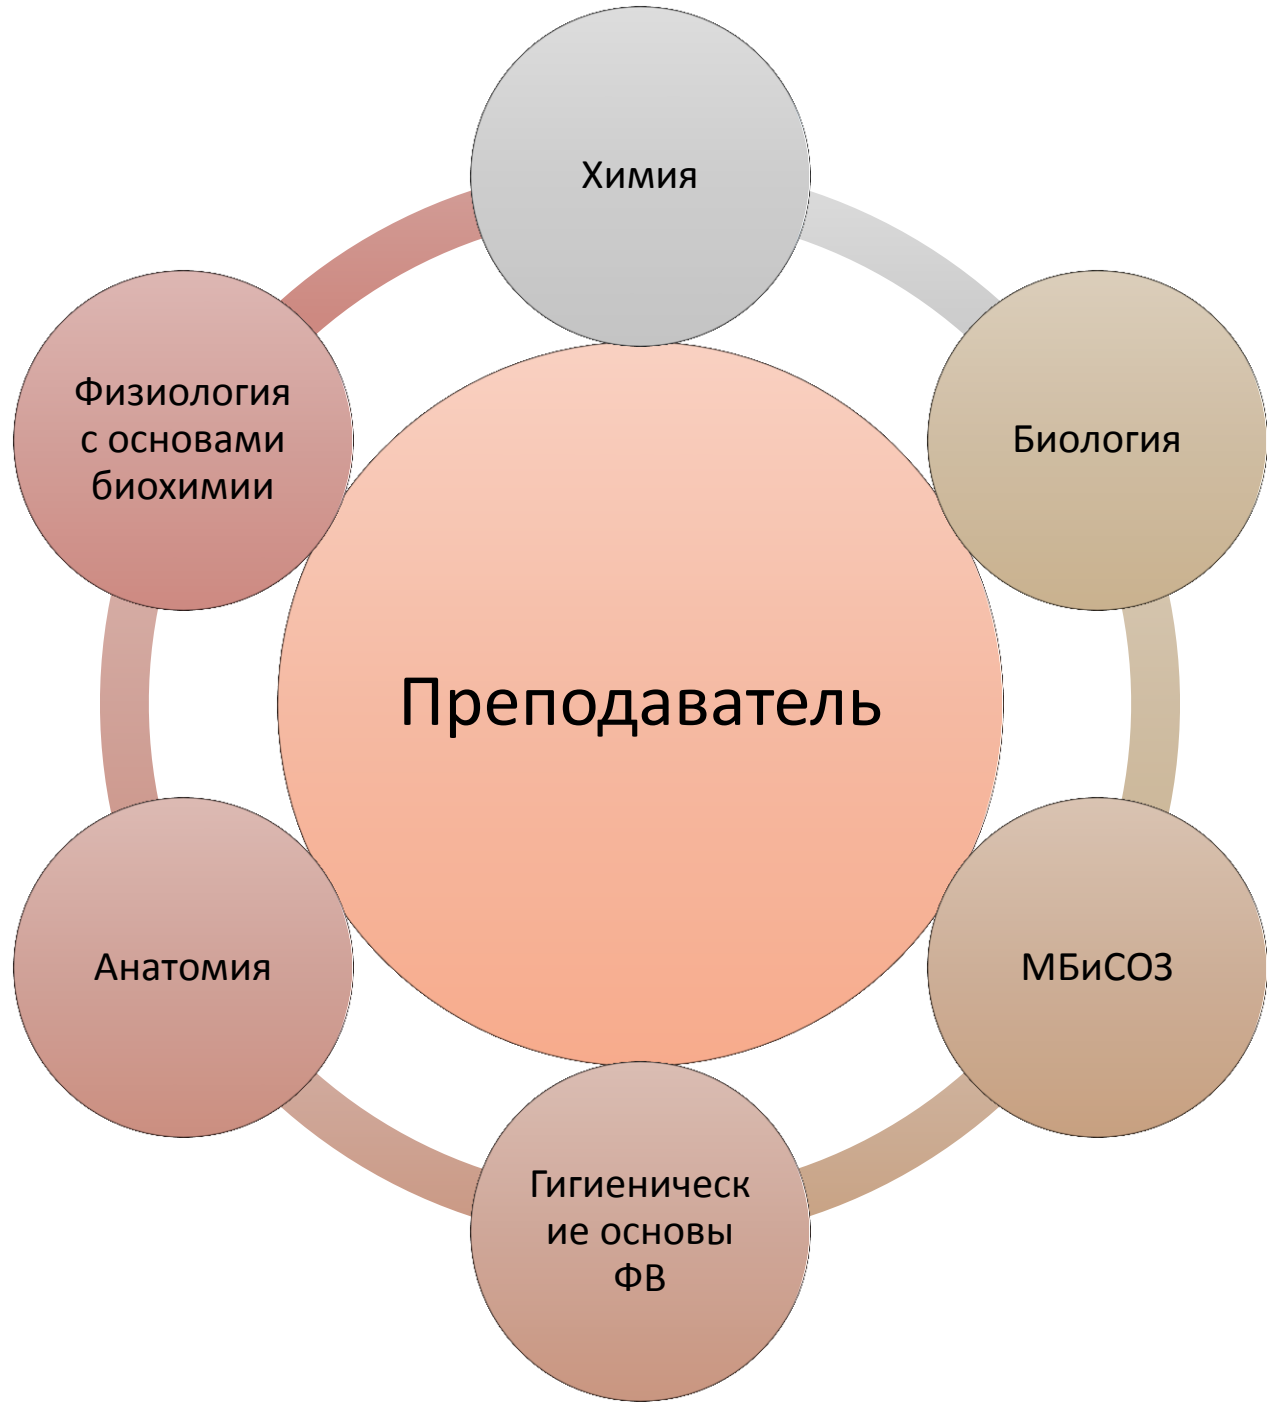 Химия
Физиология
с основами
биохимии
Биология
Преподаватель
Анатомия
МБиСОЗ
Гигиеническ
ие основы
ФВ